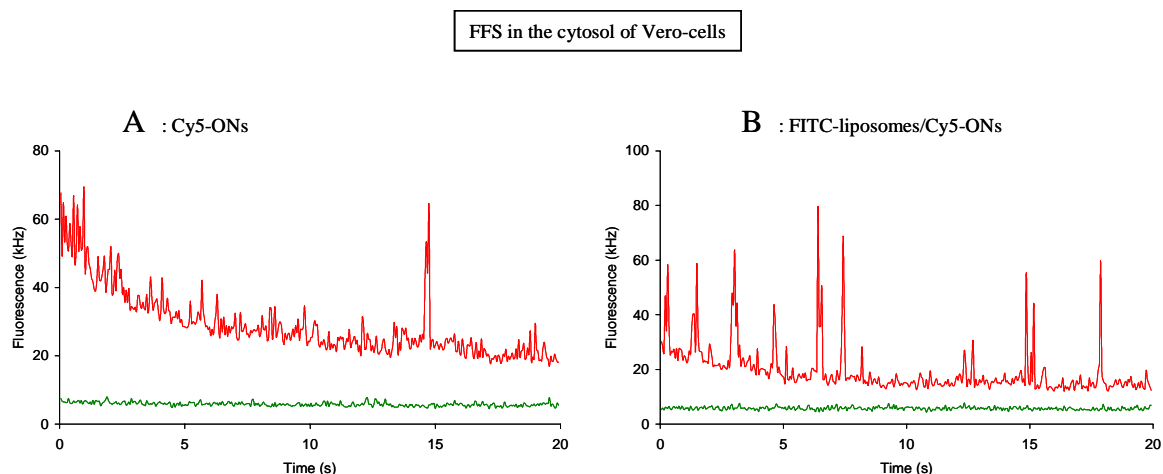 FFS in the cytosol of Vero-cells
A : Cy5-ONs
80
60
40
20
0
0 5 10 15 20
Fluorescence (kHz)
Time (s)
B : FITC-liposomes/Cy5-ONs
100
80
60
40
20
0
0 5 10 15 20
Fluorescence (kHz)
Time (s)